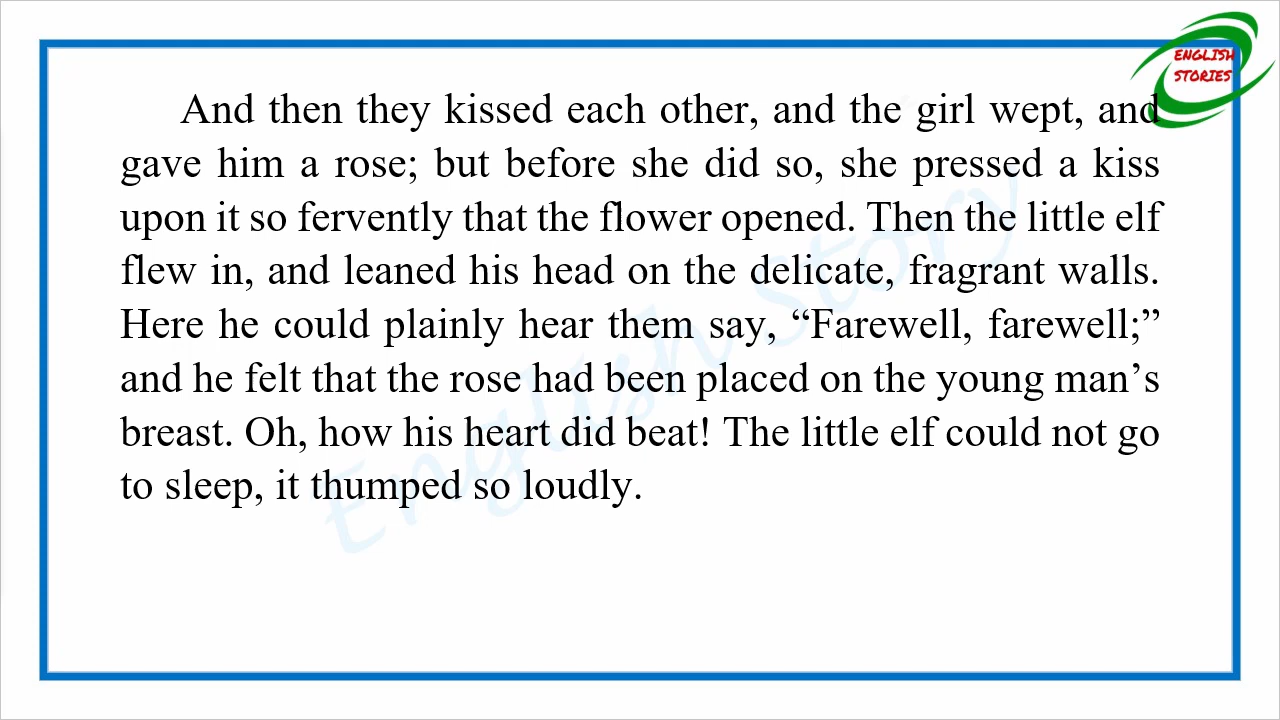 ENGLISH
STORIES
And then they kissed each other, and the girl wept, and
gave him a rose; but before she did so, she pressed a kiss
upon it so fervently that the flower opened. Then the little elf
flew in, and leaned his head on the delicate, fragrant walls.
Here he could plainly hear them say, “Farewell, farewell;”
and he felt that the rose had been placed on the young man’s
breast. Oh, how his heart did beat! The little elf could not go
to sleep, it thumped so loudly.
English Story